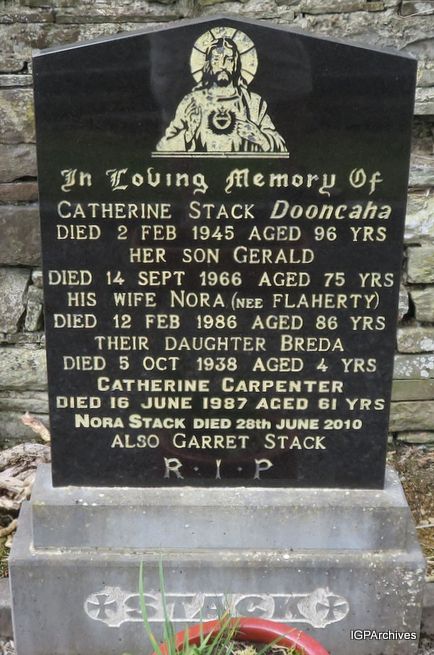 In Loving Memory Of
CATHERINE STACK Dooncaha
DIED 2 FEB 1945 AGED 96 YRS
HER SON GERALD
DIED 14 SEPT 1966 AGED 75 YRS
HIS WIFE NORA (NEE FLAHERTY)
DIED 12 FEB 1986 AGED 86 YRS
THEIR DAUGHTER BREDA
DIED 5 OCT 1938 AGED 4 YRS
CATHERINE CARPENTER
DIED 16 JUNE 1987 AGED 61 YRS
NORA STACK DIED 28th JUNE 2010
ALSO GARRET STACK
R · I · P
STACK
IGPArchives